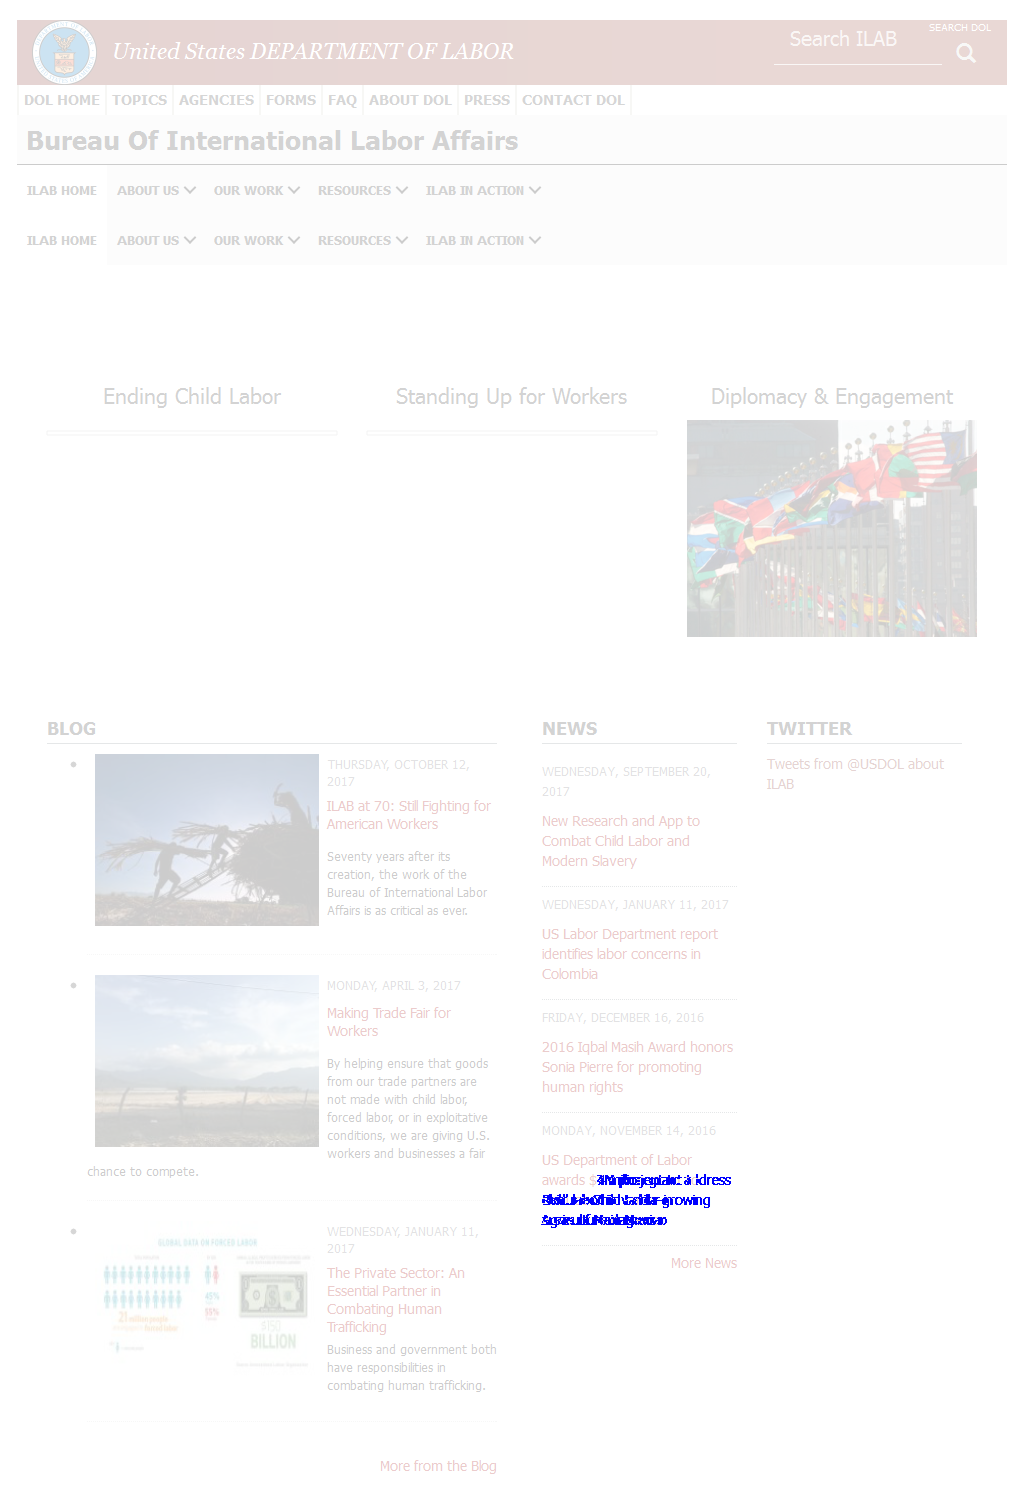 United States DEPARTMENT OF LABOR
Search ILAB
SEARCH DOL
DOL HOME TOPICS AGENCIES FORMS FAQ ABOUT DOL PRESS CONTACT DOL
Bureau Of International Labor Affairs
ILAB HOME ABOUT US OUR WORK RESOURCES ILAB IN ACTION
ILAB HOME ABOUT US OUR WORK RESOURCES ILAB IN ACTION
Ending Child Labor
Standing Up for Workers
Diplomacy & Engagement
BLOG
THURSDAY, OCTOBER 12,
2017
ILAB at 70: Still Fighting for
American Workers
Seventy years after its
creation, the work of the
Bureau of International Labor
Affairs is as critical as ever.
MONDAY, APRIL 3, 2017
Making Trade Fair for
Workers
By helping ensure that goods
from our trade partners are
not made with child labor,
forced labor, or in exploitative
conditions, we are giving U.S.
workers and businesses a fair
chance to compete.
GLOBAL DATA ON FORCED LABOR
45%
55%
21 million people
$150
BILLION
WEDNESDAY, JANUARY 11,
2017
The Private Sector: An
Essential Partner in
Combating Human
Trafficking
Business and government both
have responsibilities in
combating human trafficking.
More from the Blog
NEWS
WEDNESDAY, SEPTEMBER 20,
2017
New Research and App to
Combat Child Labor and
Modern Slavery
WEDNESDAY, JANUARY 11, 2017
US Labor Department report
identifies labor concerns in
Colombia
FRIDAY, DECEMBER 16, 2016
2016 Iqbal Masih Award honors
Sonia Pierre for promoting
human rights
MONDAY, NOVEMBER 14, 2016
US Department of Labor
awards
More News
TWITTER
Tweets from @USDOL about
ILAB